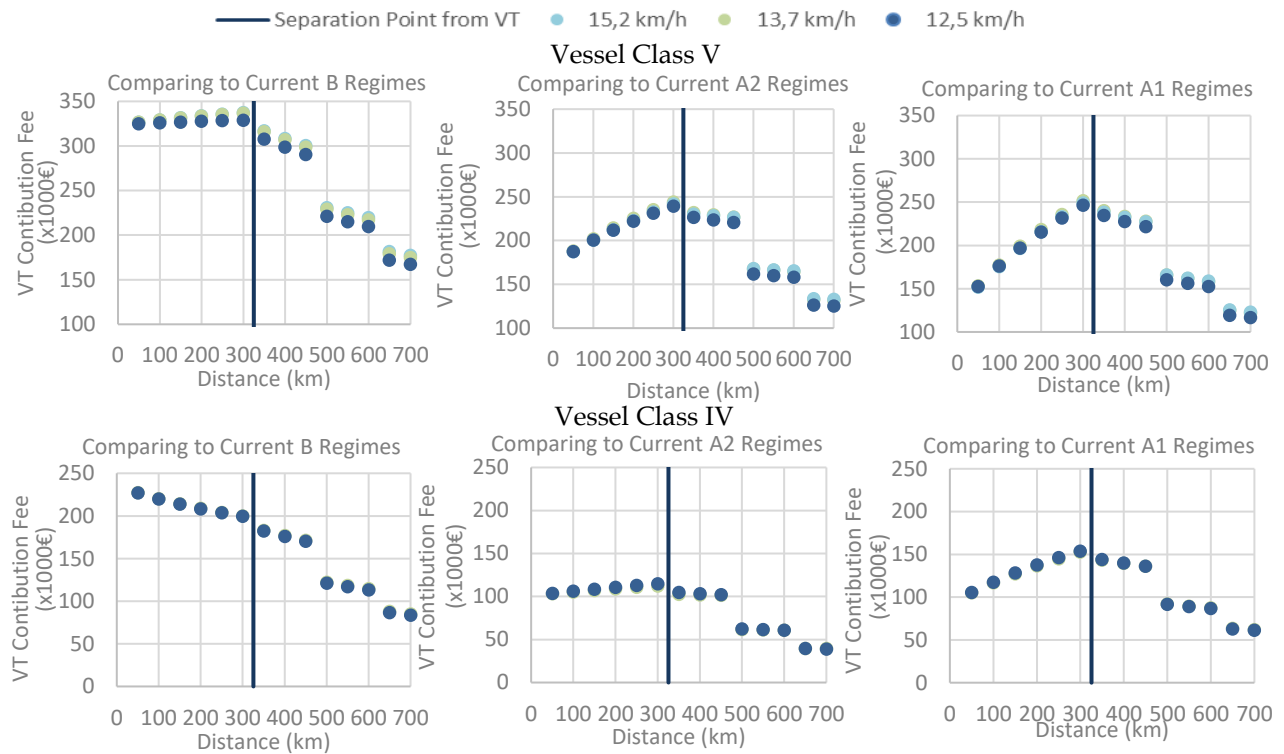 Separation Point from VT 15,2 km/h 13,7 km/h 12,5 km/h
Vessel Class V
Comparing to Current B Regimes
VT Contibution Fee
(x1000€)
350
300
250
200
150
100
0 100 200 300 400 500 600 700
Distance (km)
Comparing to Current A2 Regimes
VT Contribution Fee
(x1000€)
350
300
250
200
150
100
0 100 200 300 400 500 600 700
Distance (km)
Comparing to Current A1 Regimes
VT Contribution Fee
(x1000€)
350
300
250
200
150
100
0 100 200 300 400 500 600 700
Distance (km)
Vessel Class IV
Comparing to Current B Regimes
VT Contibution Fee
(x1000€)
250
200
150
100
50
0
0 100 200 300 400 500 600 700
Distance (km)
Comparing to Current A2 Regimes
VT Contribution Fee
(x1000€)
250
200
150
100
50
0
0 100 200 300 400 500 600 700
Distance (km)
Comparing to Current A1 Regimes
VT Contibution Fee
(x1000€)
250
200
150
100
50
0
0 100 200 300 400 500 600 700
Distance (km)